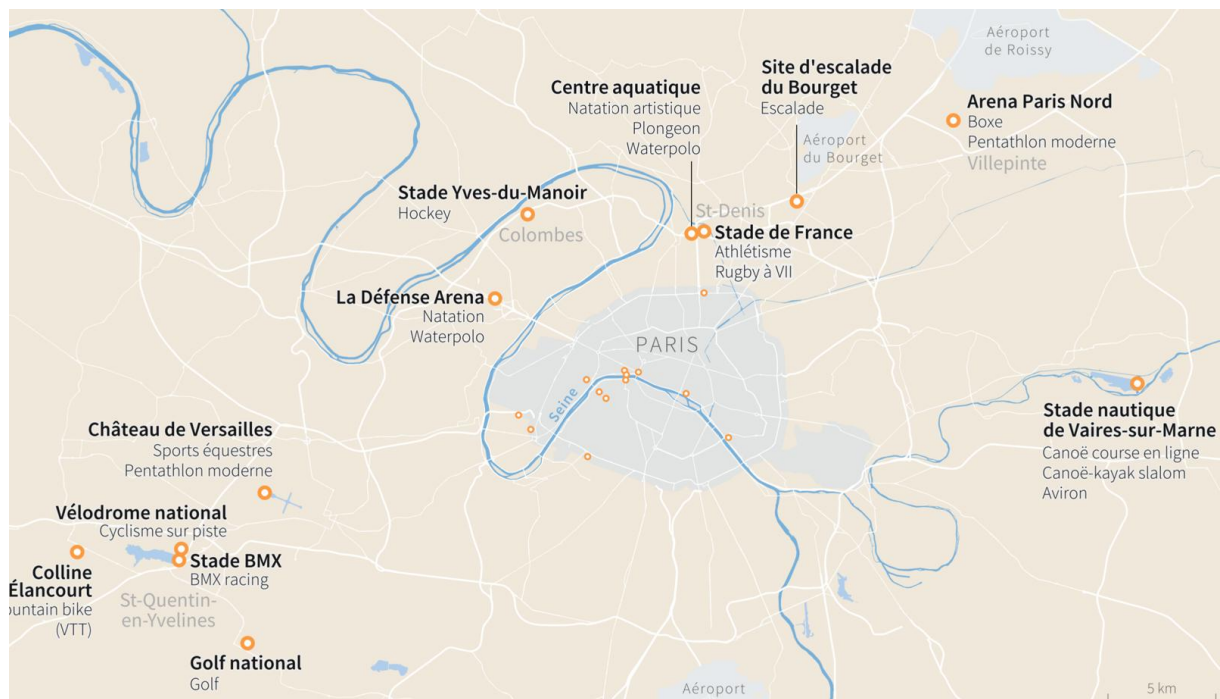 Aéroport
de Roissy
Site d'escalade
du Bourget
Escalade
Centre aquatique
Natation artistique
Plongeon
Waterpolo
Arena Paris Nord
Boxe
Pentathlon moderne
Villepinte
Aéroport
du Bourget
Stade Yves-du-Manoir
Hockey
Colombes
St-Denis
Stade de France
Athlétisme
Rugby à VII
La Défense Arena
Natation
Waterpolo
PARIS
Seine
Stade nautique
de Vaires-sur-Marne
Canoë course en ligne
Canoë-kayak slalom
Aviron
Château de Versailles
Sports équestres
Pentathlon moderne
Vélodrome national
Cyclisme sur piste
Stade BMX
BMX racing
Colline
Élancourt
ountain bike
(VTT)
St-Quentin-
en-Yvelines
Golf national
Golf
Aéroport
5 km